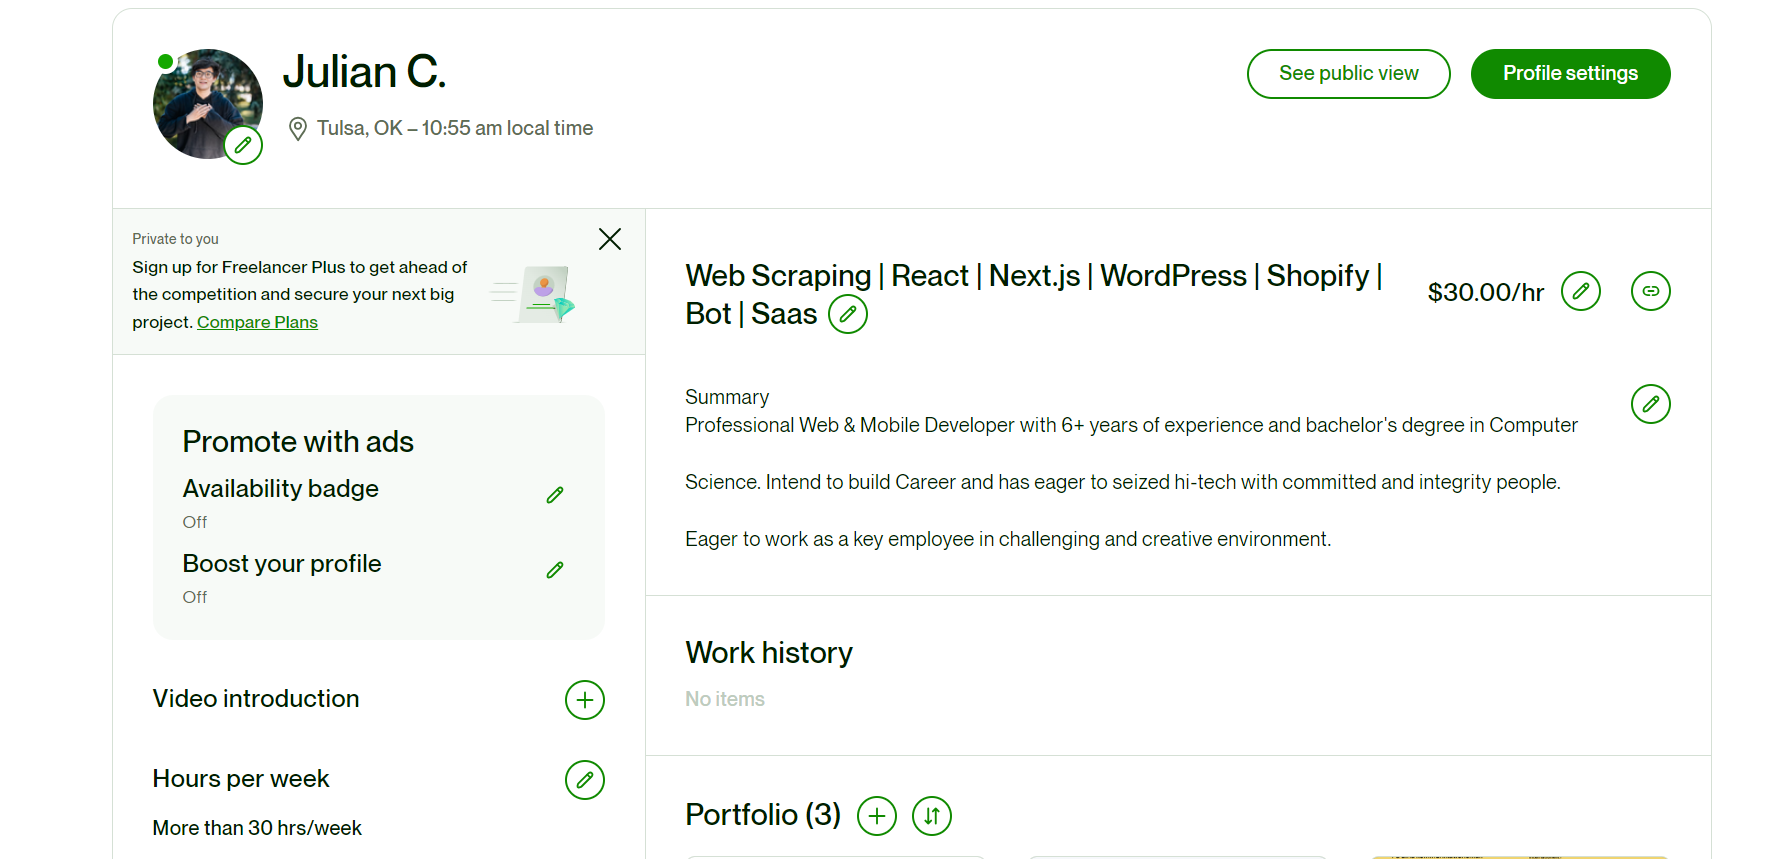 Julian C.
Tulsa, OK – 10:55 am local time
See public view
Profile settings
Private to you
Sign up for Freelancer Plus to get ahead of
the competition and secure your next big
project. Compare Plans
Promote with ads
Availability badge
Off
Boost your profile
Off
Video introduction
Hours per week
More than 30 hrs/week
Web Scraping | React | Next.js | WordPress | Shopify |
Bot | Saas
$30.00/hr
Summary
Professional Web & Mobile Developer with 6+ years of experience and bachelor's degree in Computer
Science. Intend to build Career and has eager to seized hi-tech with committed and integrity people.
Eager to work as a key employee in challenging and creative environment.
Work history
No items
Portfolio (3)